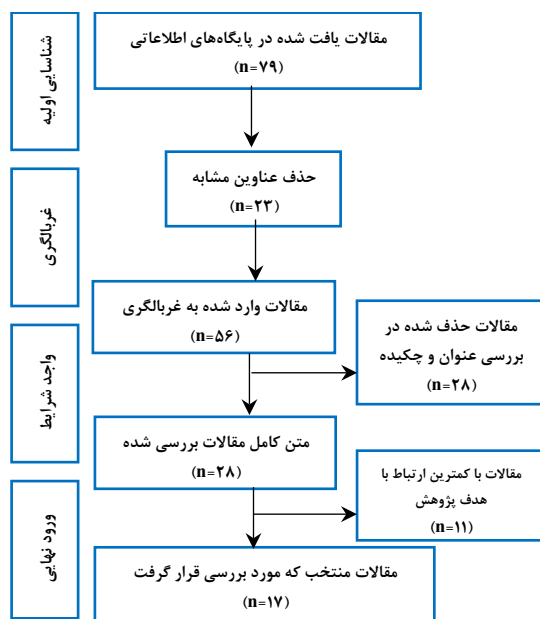 شناسایی اولیه
مقالات یافت شده در پایگاه‌های اطلاعاتی
(n=۷۹)
حذف عناوین مشابه
(n=۲۳)
غربالگری
مقالات وارد شده به غربالگری
(n=۵۶)
مقالات حذف شده در
بررسی عنوان و چکیده
(n=۲۸)
واجد شرایط
متن کامل مقالات بررسی شده
(n=۲۸)
مقالات با کمترین ارتباط با
هدف پژوهش
(n=۱۱)
ورود نهایی
مقالات منتخب که مورد بررسی قرار گرفت
(n=۱۷)